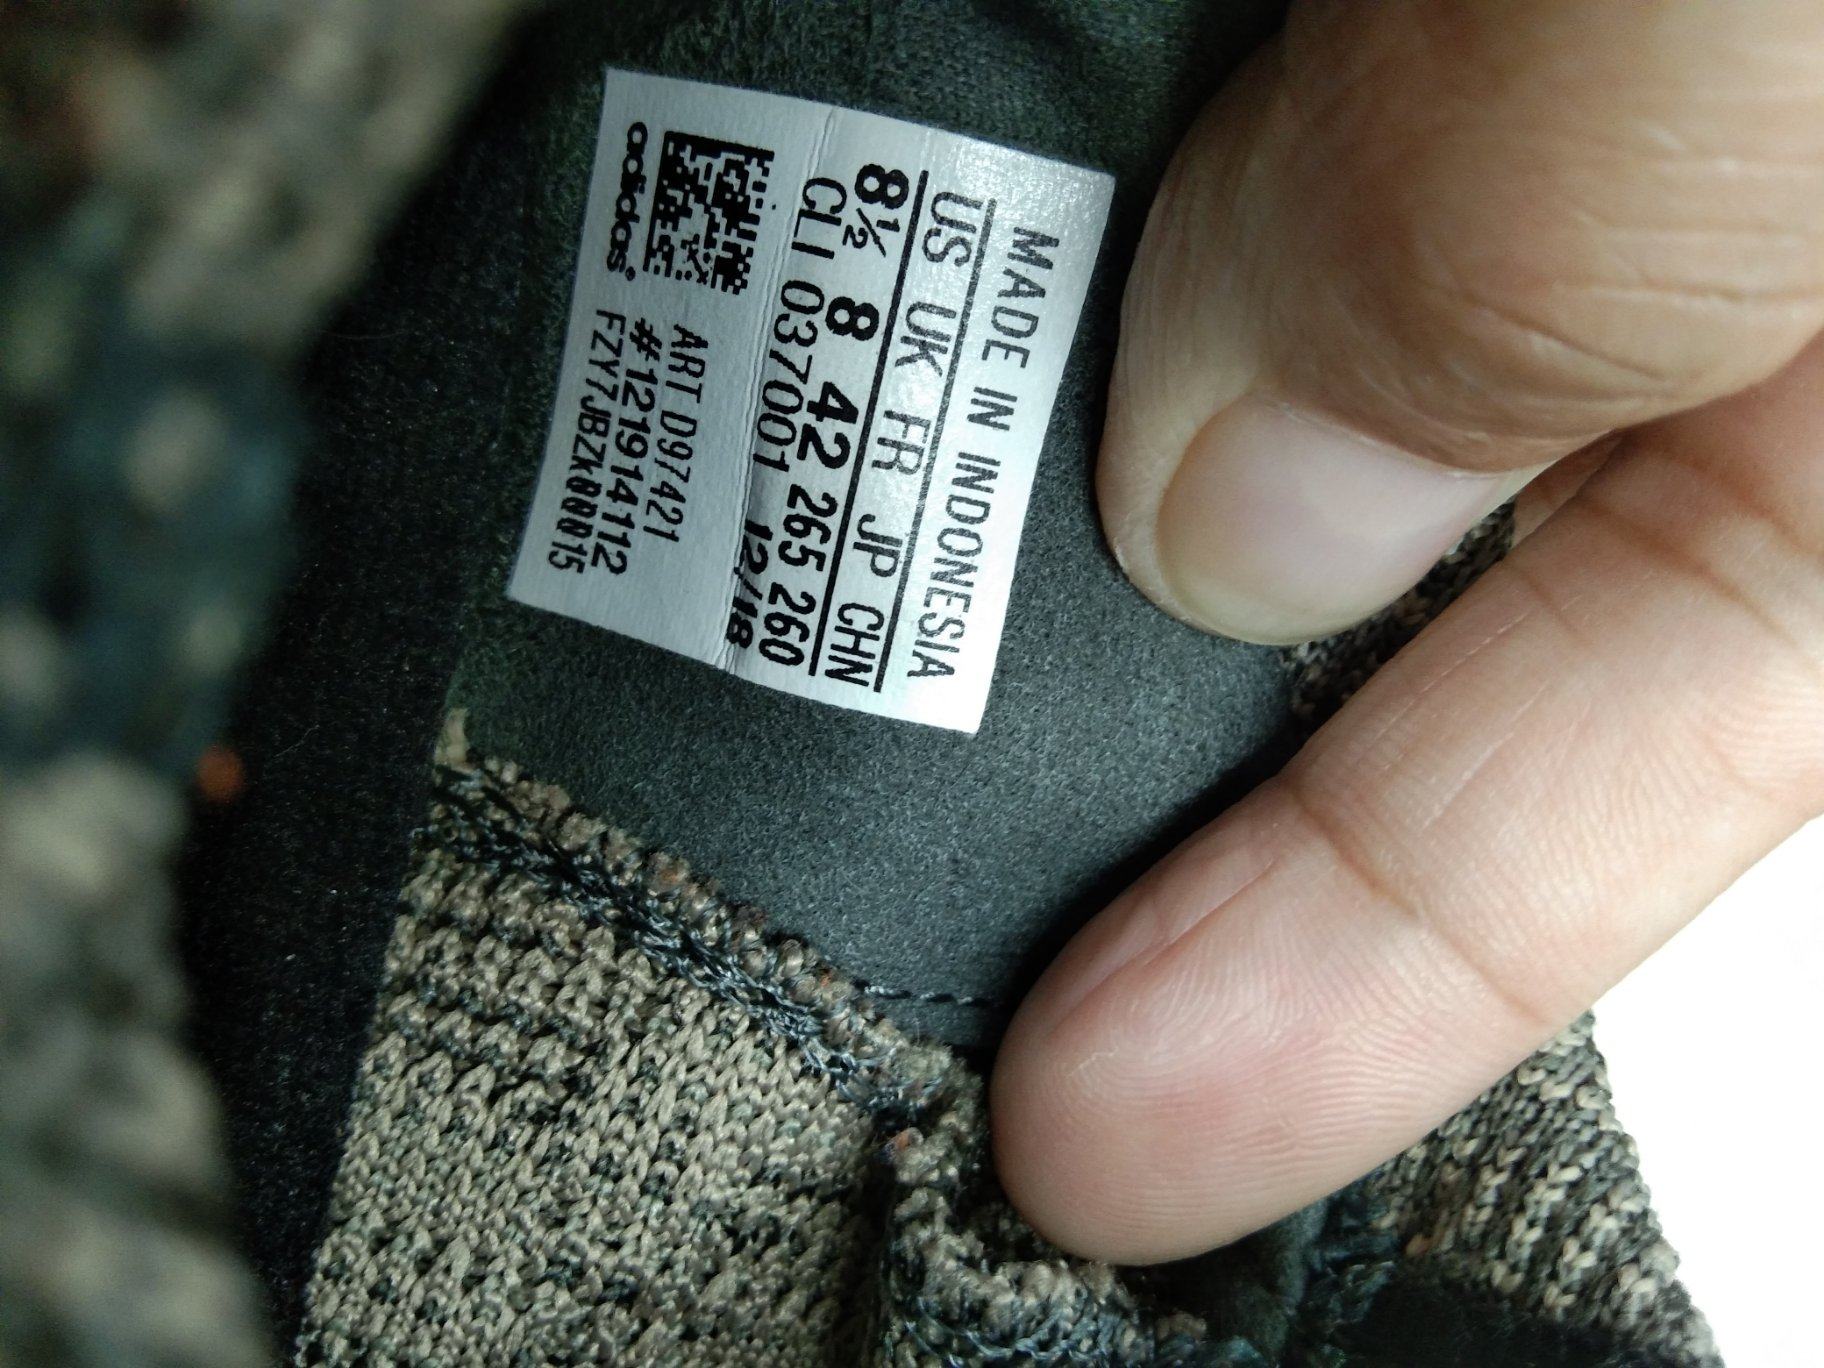 MADE IN INDONESIA
US UK FR JP CHN
8½ 8 42 265 260
CLI 037001 12/18
ART D97421
#1219141112
FZY7JBZK00015
adidas®